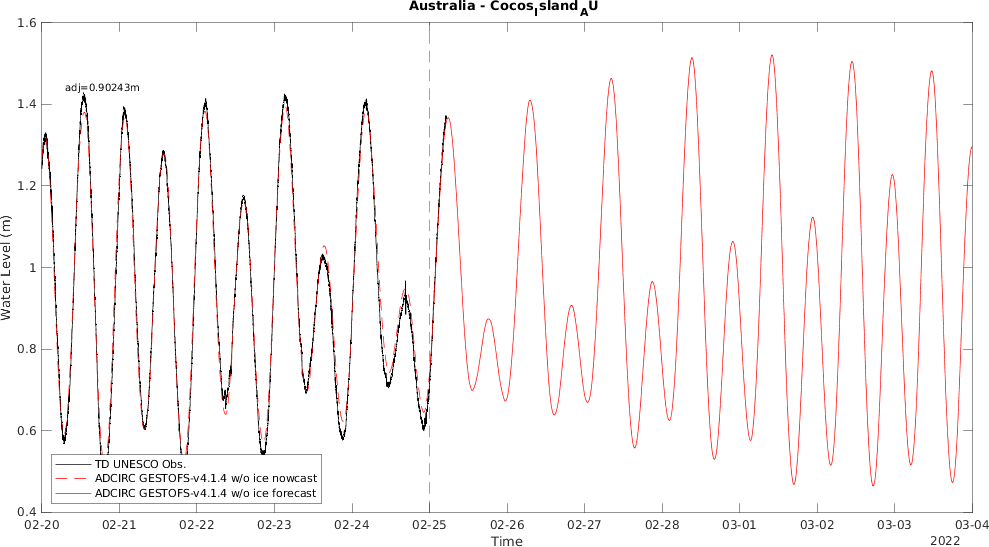 Australia - Cocos_Island_AU
adj=0.90243m
Water Level (m)
1.6
1.4
1.2
1
0.8
0.6
0.4
TD UNESCO Obs.
ADCIRC GESTOFS-v4.1.4 w/o ice nowcast
ADCIRC GESTOFS-v4.1.4 w/o ice forecast
02-20 02-21 02-22 02-23 02-24 02-25 02-26 02-27 02-28 03-01 03-02 03-03 03-04
Time
2022